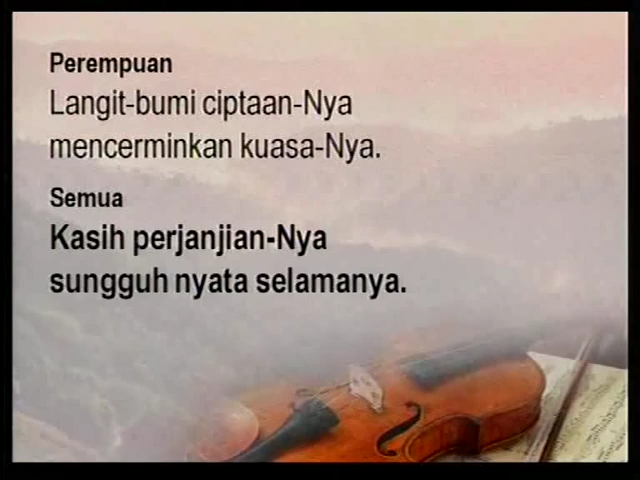 Perempuan
Langit-bumi ciptaan-Nya
mencerminkan kuasa-Nya.
Semua
Kasih perjanjian-Nya
sungguh nyata selamanya.